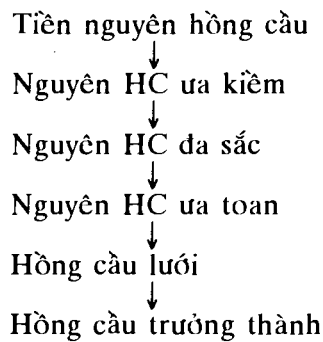 Tiền nguyên hồng cầu
Nguyên HC ưa kiềm
Nguyên HC đa sắc
Nguyên HC ưa toan
Hồng cầu lưới
Hồng cầu trưởng thành